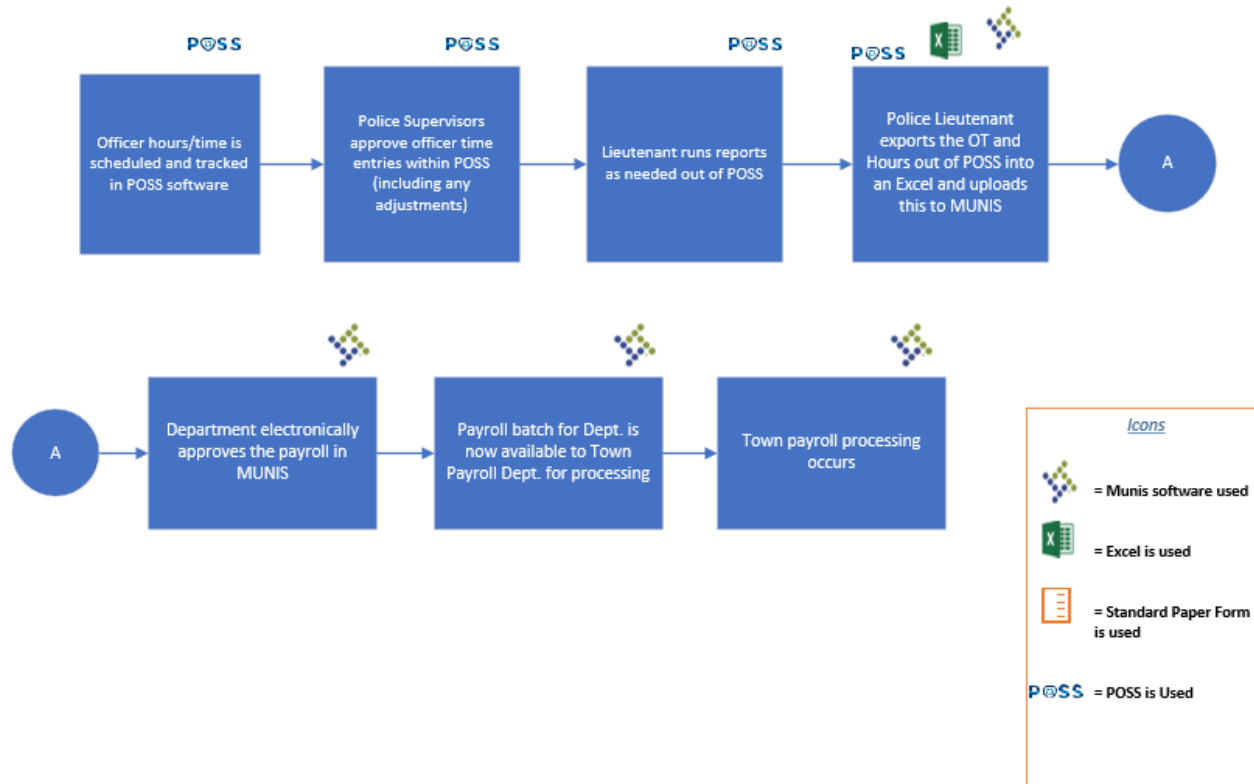 POSS
POSS
POSS
POSS
X
Officer hours/time is
scheduled and tracked
in POSS software
Police Supervisors
approve officer time
entries within POSS
(including any
adjustments)
Lieutenant runs reports
as needed out of POSS
Police Lieutenant
exports the OT and
Hours out of POSS into
an Excel and uploads
this to MUNIS
A
A
Department electronically
approves the payroll in
MUNIS
Payroll batch for Dept. is
now available to Town
Payroll Dept. for processing
Town payroll processing
occurs
Icons
= Munis software used
X
= Excel is used
= Standard Paper Form
is used
POSS = POSS is Used